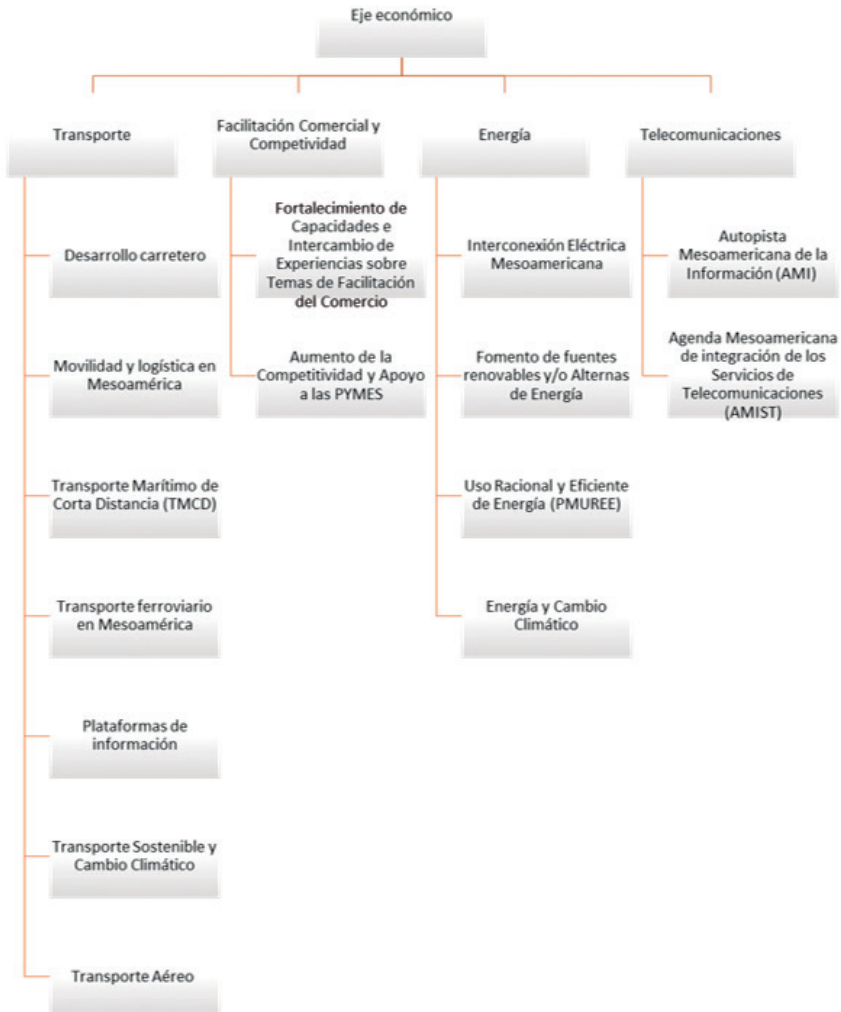 Eje económico
Transporte
Desarrollo carretero
Movilidad y logística en
Mesoamérica
Transporte Marítimo de
Corta Distancia (TMCD)
Transporte ferroviario
en Mesoamérica
Plataformas de
información
Transporte Sostenible y
Cambio Climático
Transporte Aéreo
Facilitación Comercial y
Competividad
Fortalecimiento de
Capacidades e
Intercambio de
Experiencias sobre
Temas de Facilitación
del Comercio
Aumento de la
Competitividad y Apoyo
a las PYMES
Energía
Interconexión Eléctrica
Mesoamericana
Fomento de fuentes
renovables y/o Alternas
de Energía
Uso Racional y Eficiente
de Energía (PMUREE)
Energía y Cambio
Climático
Telecomunicaciones
Autopista
Mesoamericana de la
Información (AMI)
Agenda Mesoamericana
de integración de los
Servicios de
Telecomunicaciones
(AMIST)